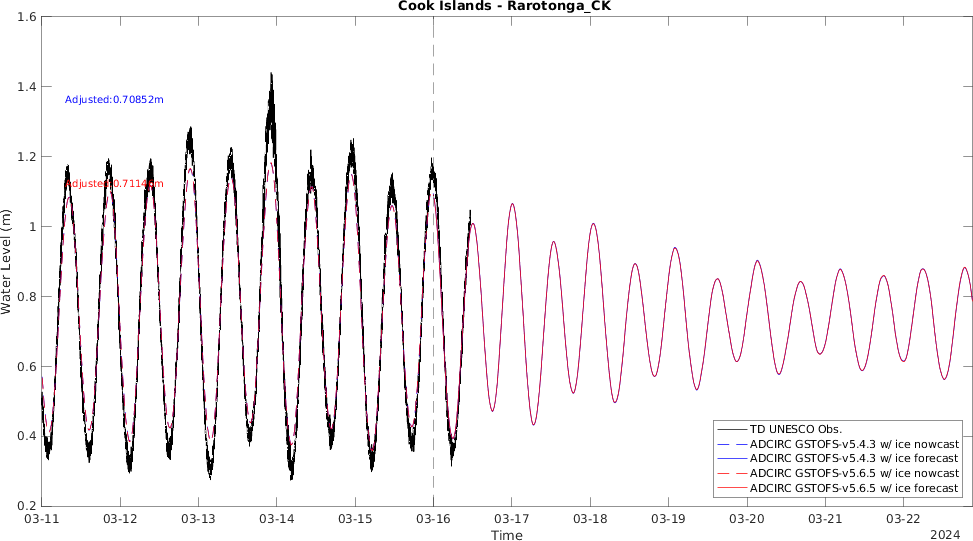 Cook Islands - Rarotonga_CK
1.6
1.4
1.2
1
0.8
0.6
0.4
0.2
Water Level (m)
Adjusted:0.70852m
TD UNESCO Obs.
ADCIRC GSTOFS-v5.4.3 w/ ice nowcast
ADCIRC GSTOFS-v5.4.3 w/ ice forecast
ADCIRC GSTOFS-v5.6.5 w/ ice nowcast
ADCIRC GSTOFS-v5.6.5 w/ ice forecast
03-11 03-12 03-13 03-14 03-15 03-16 03-17 03-18 03-19 03-20 03-21 03-22
Time
2024